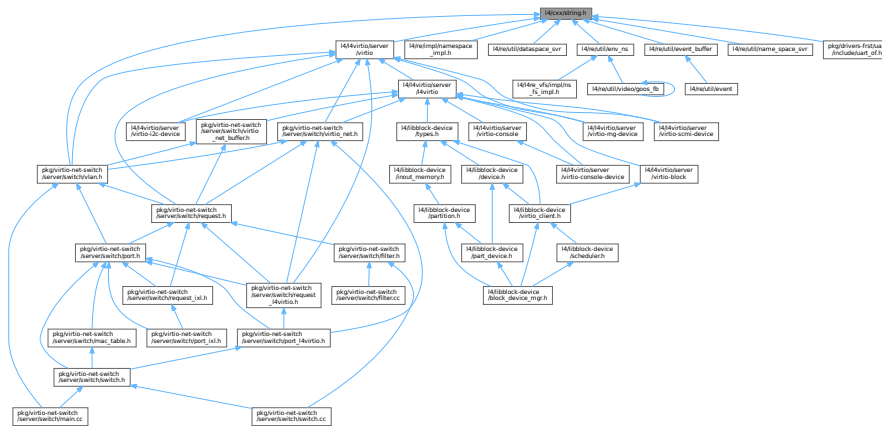 l4/cxx/string.h
l4/l4virtio/server
/virtio
l4/re/impl/namespace
_impl.h
l4/re/util/dataspace_svr
l4/re/util/env_ns
l4/re/util/event_buffer
l4/re/util/name_space_svr
pkg/drivers-frst/uart
/include/uart_of.h
l4/l4virtio/server
/l4virtio
l4/l4re_vfs/impl/ns
_fs_impl.h
l4/re/util/video/goos_fb
l4/re/util/event
l4/l4virtio/server
/virtio-i2c-device
pkg/virtio-net-switch
/server/switch/virtio
_net_buffer.h
pkg/virtio-net-switch
/server/switch/virtio_net.h
l4/libblock-device
/types.h
l4/l4virtio/server
/virtio-console
l4/l4virtio/server
/virtio-rng-device
l4/l4virtio/server
/virtio-scmi-device
pkg/virtio-net-switch
/server/switch/vlan.h
l4/libblock-device
/inout_memory.h
l4/libblock-device
/device.h
l4/l4virtio/server
/virtio-console-device
l4/l4virtio/server
/virtio-block
pkg/virtio-net-switch
/server/switch/request.h
l4/libblock-device
/partition.h
l4/libblock-device
/virtio_client.h
pkg/virtio-net-switch
/server/switch/port.h
pkg/virtio-net-switch
/server/switch/filter.h
l4/libblock-device
/part_device.h
l4/libblock-device
/scheduler.h
pkg/virtio-net-switch
/server/switch/request_ixl.h
pkg/virtio-net-switch
/server/switch/request
_l4virtio.h
pkg/virtio-net-switch
/server/switch/filter.cc
l4/libblock-device
/block_device_mgr.h
pkg/virtio-net-switch
/server/switch/mac_table.h
pkg/virtio-net-switch
/server/switch/port_ixl.h
pkg/virtio-net-switch
/server/switch/port_l4virtio.h
pkg/virtio-net-switch
/server/switch/switch.h
pkg/virtio-net-switch
/server/switch/main.cc
pkg/virtio-net-switch
/server/switch/switch.cc